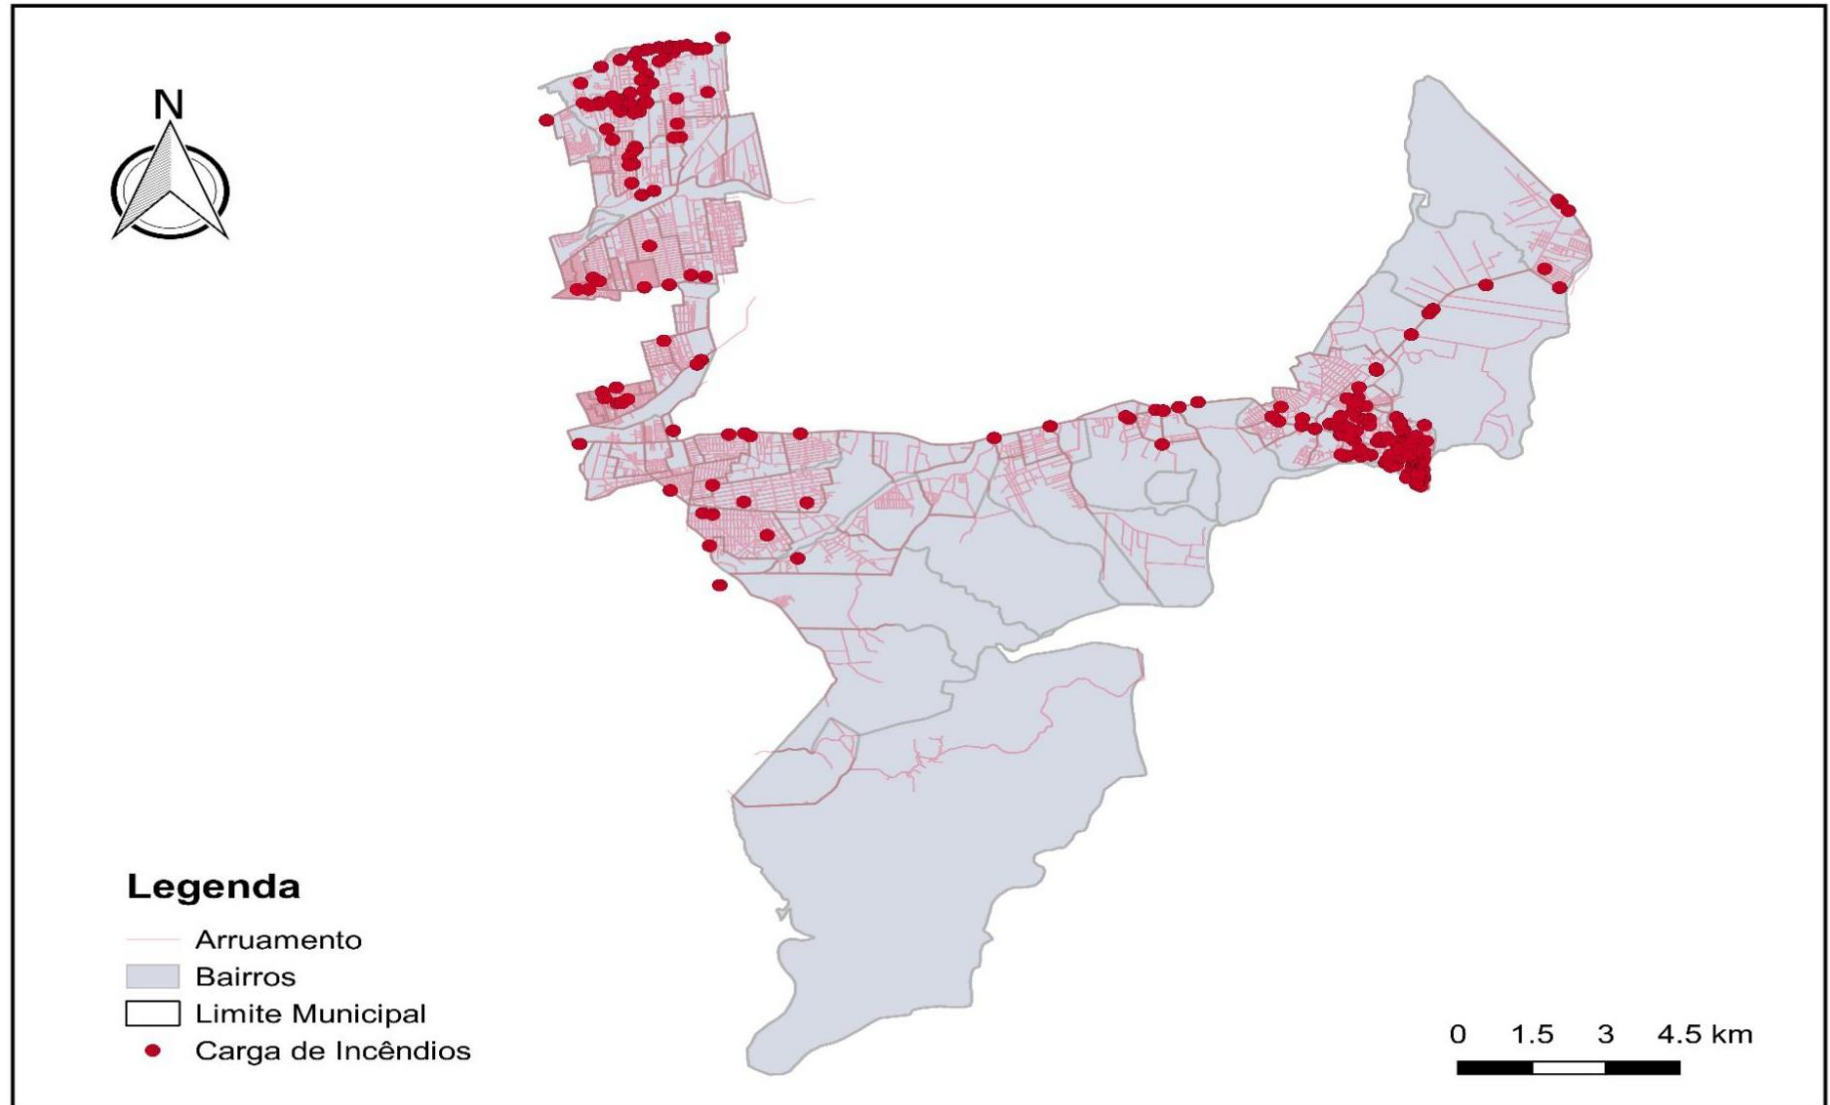 N
Legenda
Arruamento
Bairros
Limite Municipal
Carga de Incêndios
0 1.5 3 4.5 km